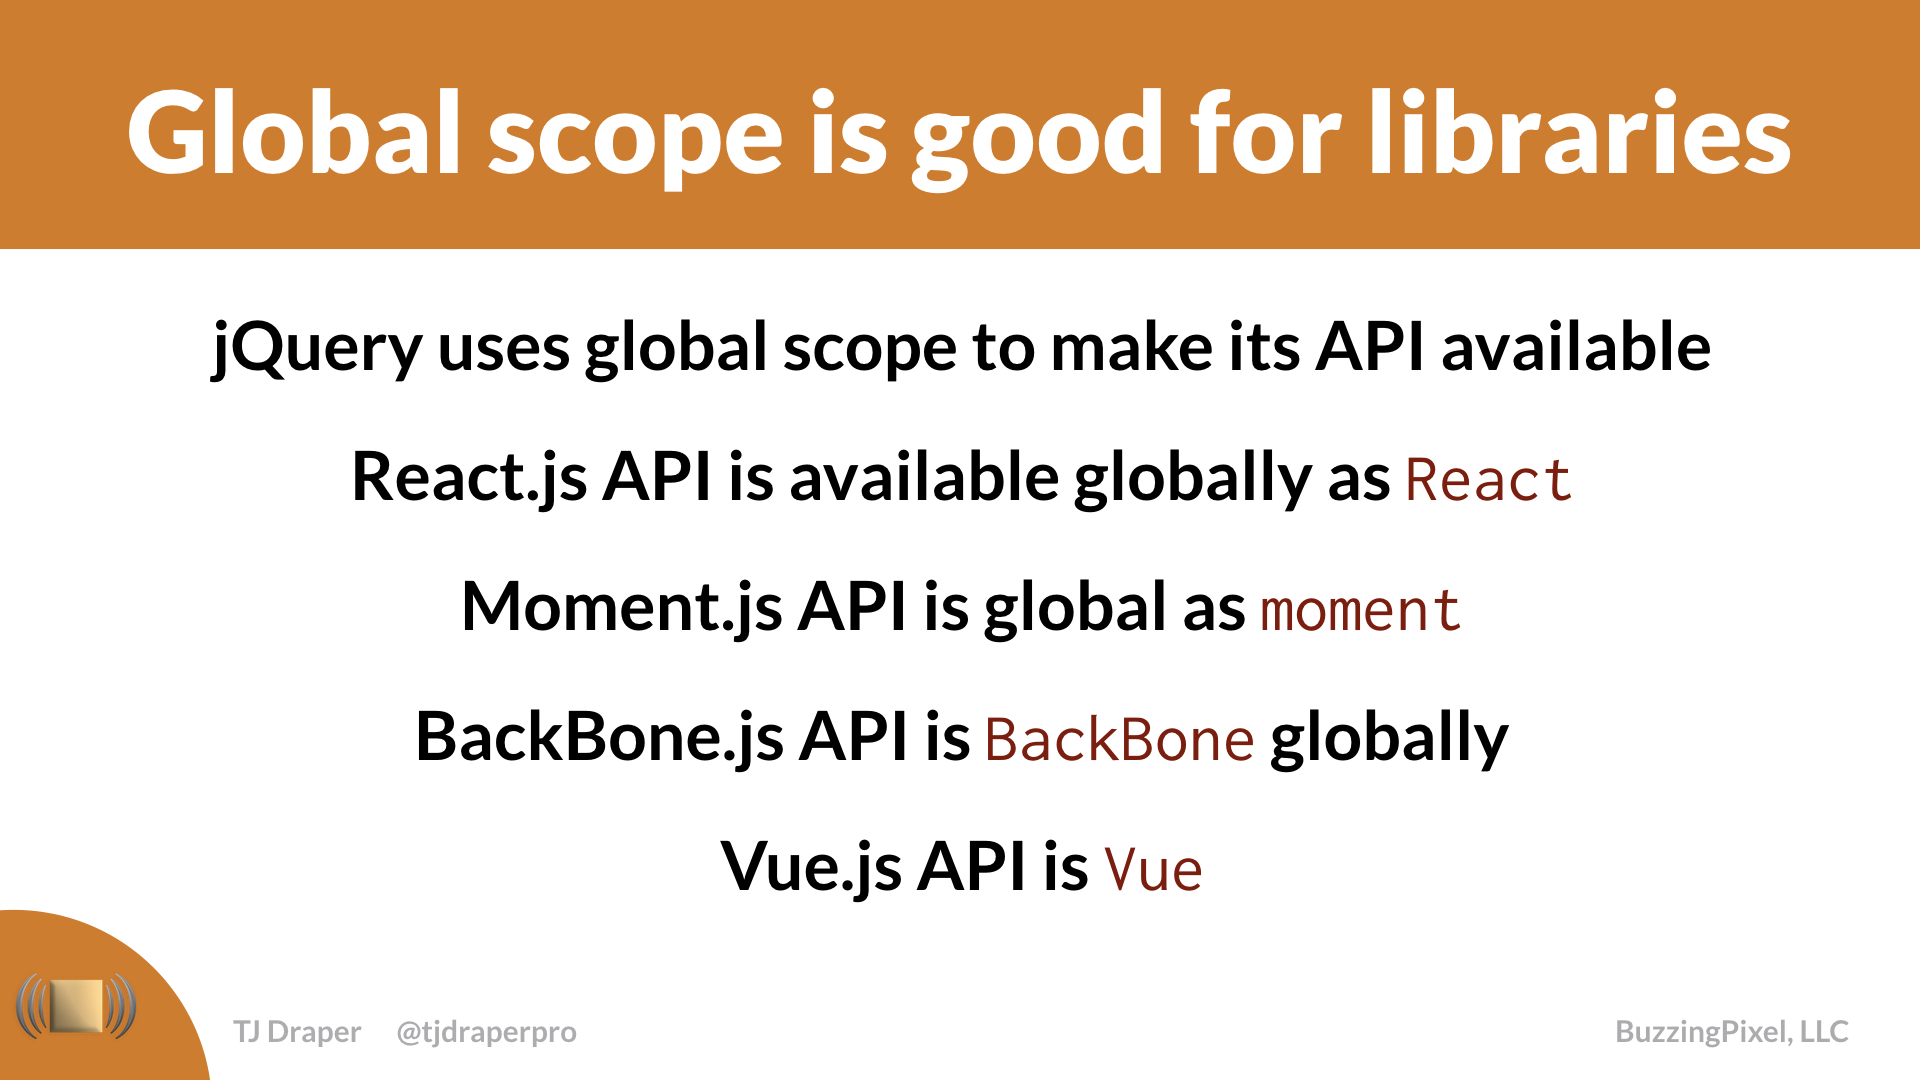 Global scope is good for libraries
jQuery uses global scope to make its API available
React.js API is available globally as React
Moment.js API is global as moment
BackBone.js API is BackBone globally
Vue.js API is Vue
TJ Draper @tjdraperpro BuzzingPixel, LLC